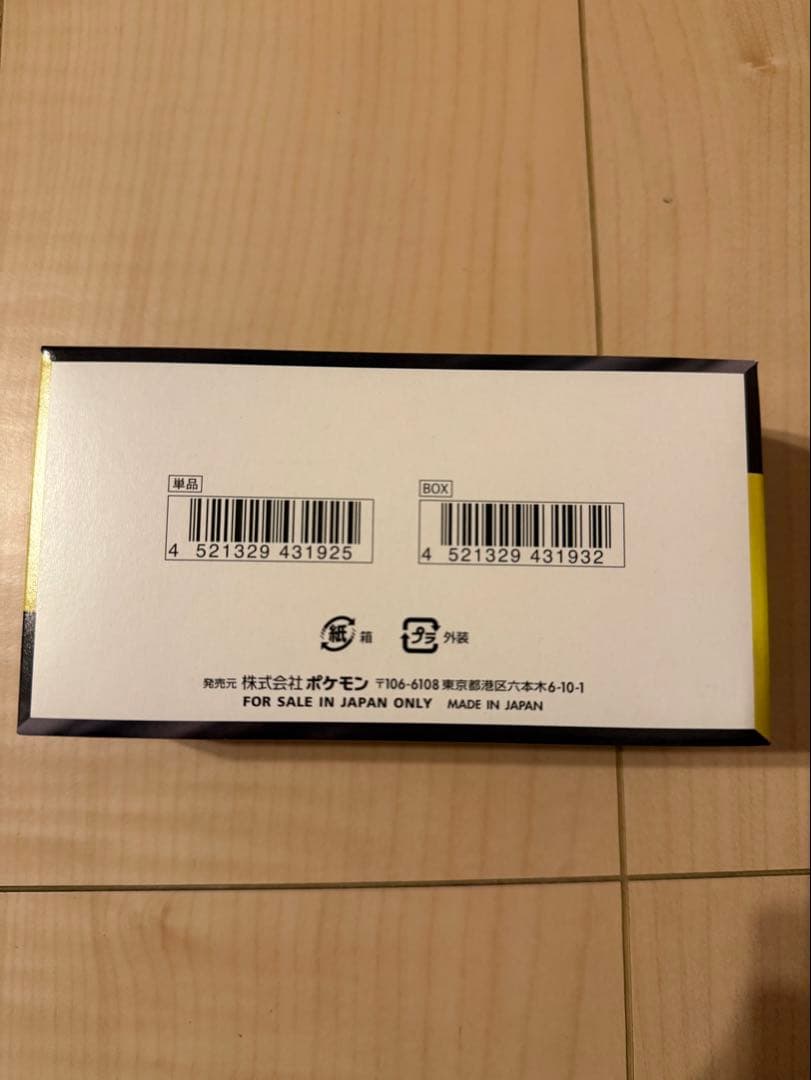 単品
BOX
4 521329 431925
4 521329 431932
紙 箱
プラ 外装
発売元 株式会社 ポケモン 〒106-6108 東京都港区六本木6-10-1
FOR SALE IN JAPAN ONLY MADE IN JAPAN